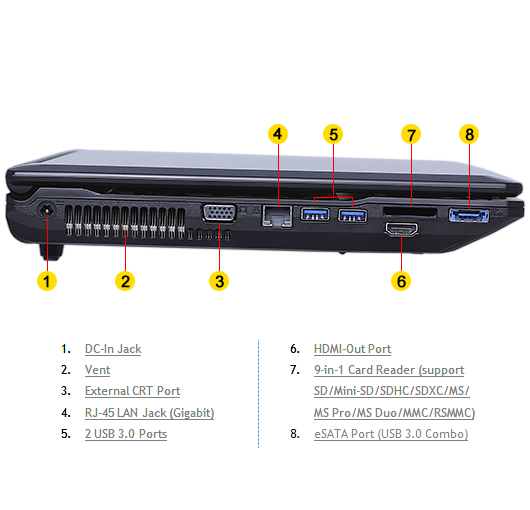 4
5
7
8
1
2
3
6
1. DC-In Jack
2. Vent
3. External CRT Port
4. RJ-45 LAN Jack (Gigabit)
5. 2 USB 3.0 Ports
6. HDMI-Out Port
7. 9-in-1 Card Reader (support
SD/Mini-SD/SDHC/SDXC/MS/
MS Pro/MS Duo/MMC/RSMMC)
8. eSATA Port (USB 3.0 Combo)